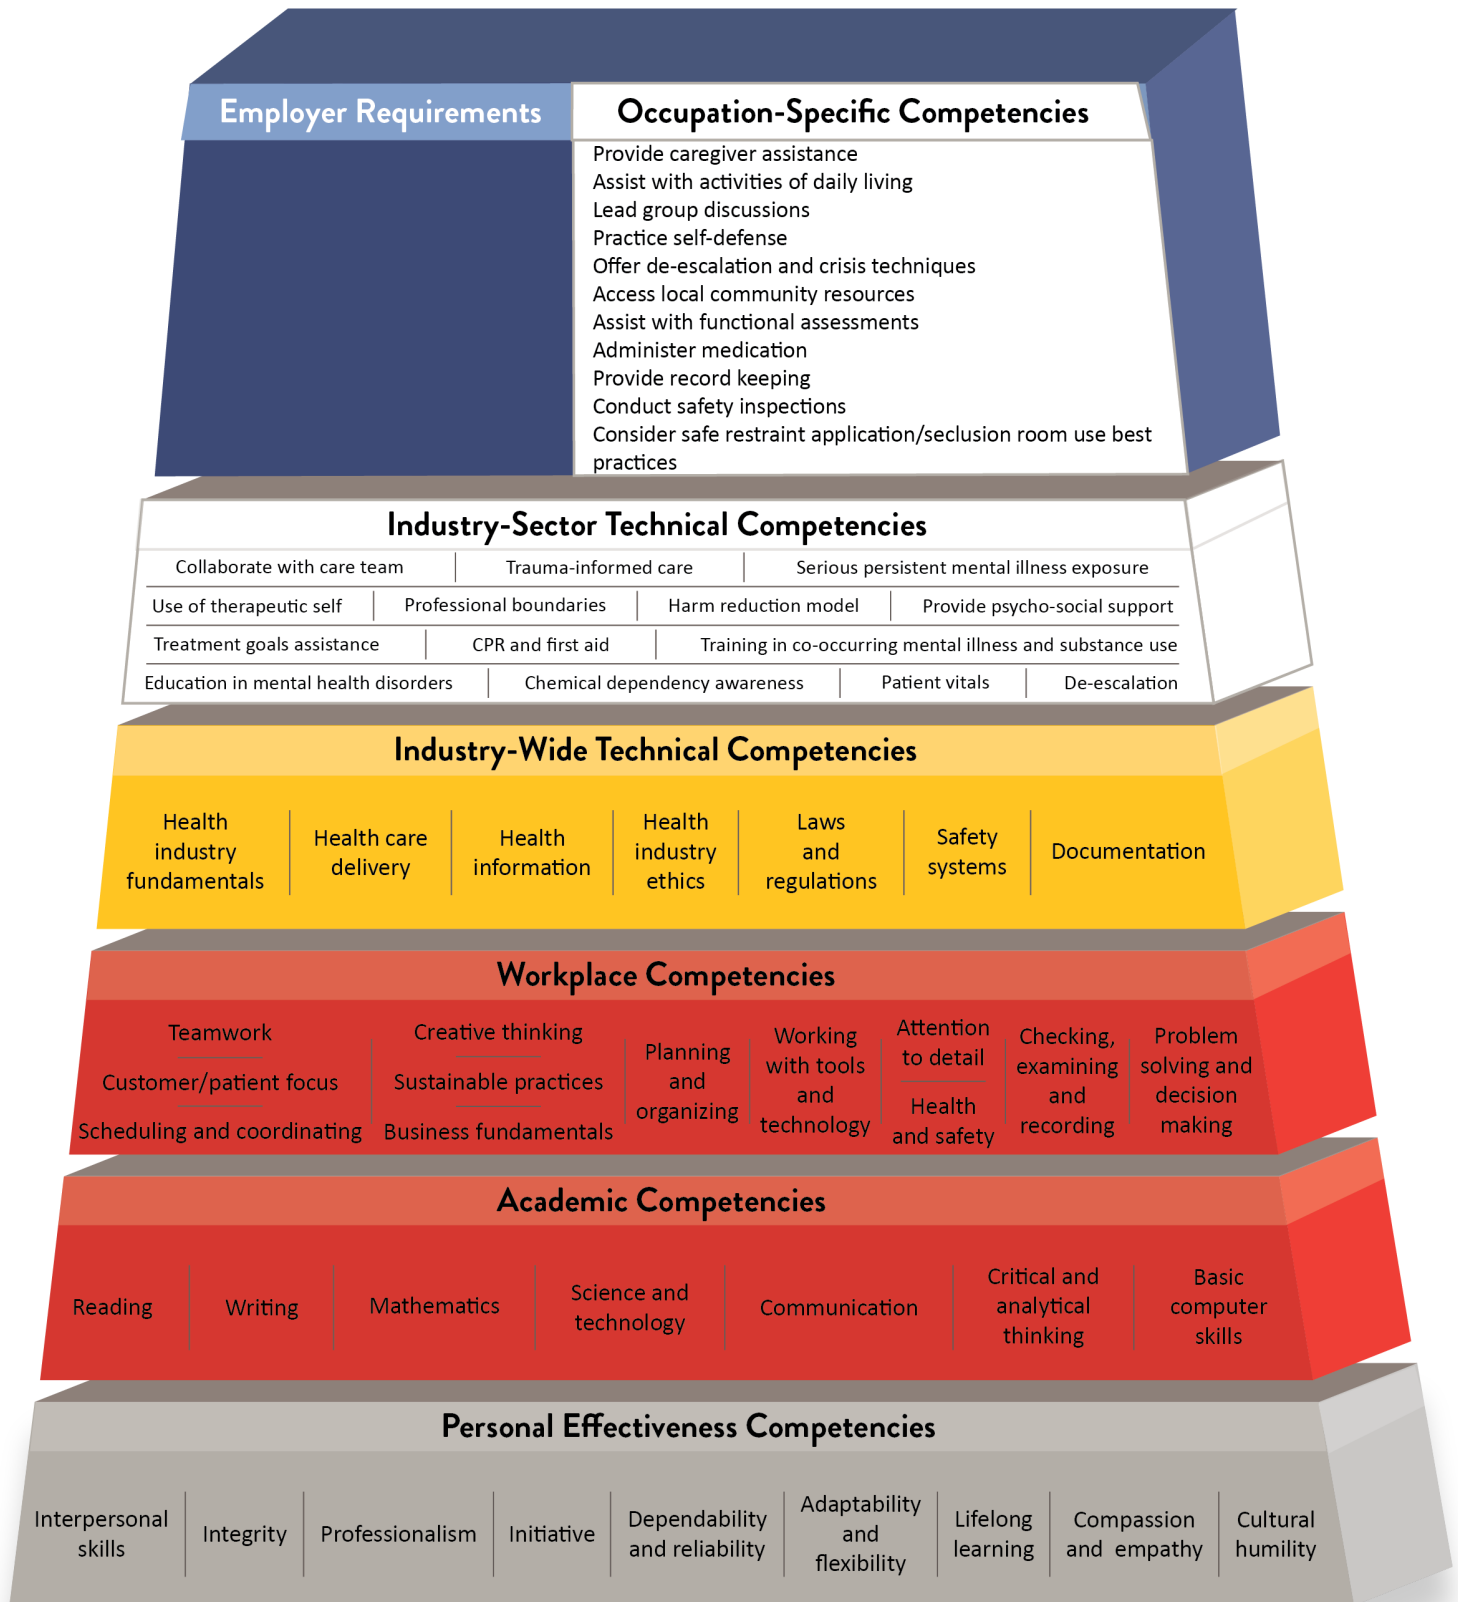 Employer Requirements
Occupation-Specific Competencies
Provide caregiver assistance
Assist with activities of daily living
Lead group discussions
Practice self-defense
Offer de-escalation and crisis techniques
Access local community resources
Assist with functional assessments
Administer medication
Provide record keeping
Conduct safety inspections
Consider safe restraint application/seclusion room use best
practices
Industry-Sector Technical Competencies
Collaborate with care team
Trauma-informed care
Serious persistent mental illness exposure
Use of therapeutic self
Professional boundaries
Harm reduction model
Provide psycho-social support
Treatment goals assistance
CPR and first aid
Training in co-occurring mental illness and substance use
Education in mental health disorders
Chemical dependency awareness
Patient vitals
De-escalation
Industry-Wide Technical Competencies
Health
industry
fundamentals
Health care
delivery
Health
information
Health
industry
ethics
Laws
and
regulations
Safety
systems
Documentation
Workplace Competencies
Teamwork
Customer/patient focus
Scheduling and coordinating
Creative thinking
Sustainable practices
Business fundamentals
Planning
and
organizing
Working
with tools
and
technology
Attention
to detail
Health
and safety
Checking,
examining
and
recording
Problem
solving and
decision
making
Academic Competencies
Reading
Writing
Mathematics
Science and
technology
Communication
Critical and
analytical
thinking
Basic
computer
skills
Personal Effectiveness Competencies
Interpersonal
skills
Integrity
Professionalism
Initiative
Dependability
and reliability
Adaptability
and
flexibility
Lifelong
learning
Compassion
and empathy
Cultural
humility